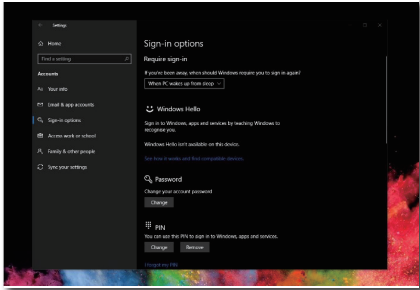 Settings
Home
Find a setting
Accounts
Your info
Email & app accounts
Sign-in options
Access work or school
Family & other people
Sync your settings
Sign-in options
Require sign-in
If you've been away, when should Windows require you to sign in again?
When PC wakes up from sleep
Windows Hello
Sign in to Windows, apps and services by teaching Windows to
recognise you.
Windows Hello isn't available on this device.
See how it works and find compatible devices.
Password
Change your account password
Change
PIN
You can use this PIN to sign in to Windows, apps and services.
Change Remove
I forgot my PIN